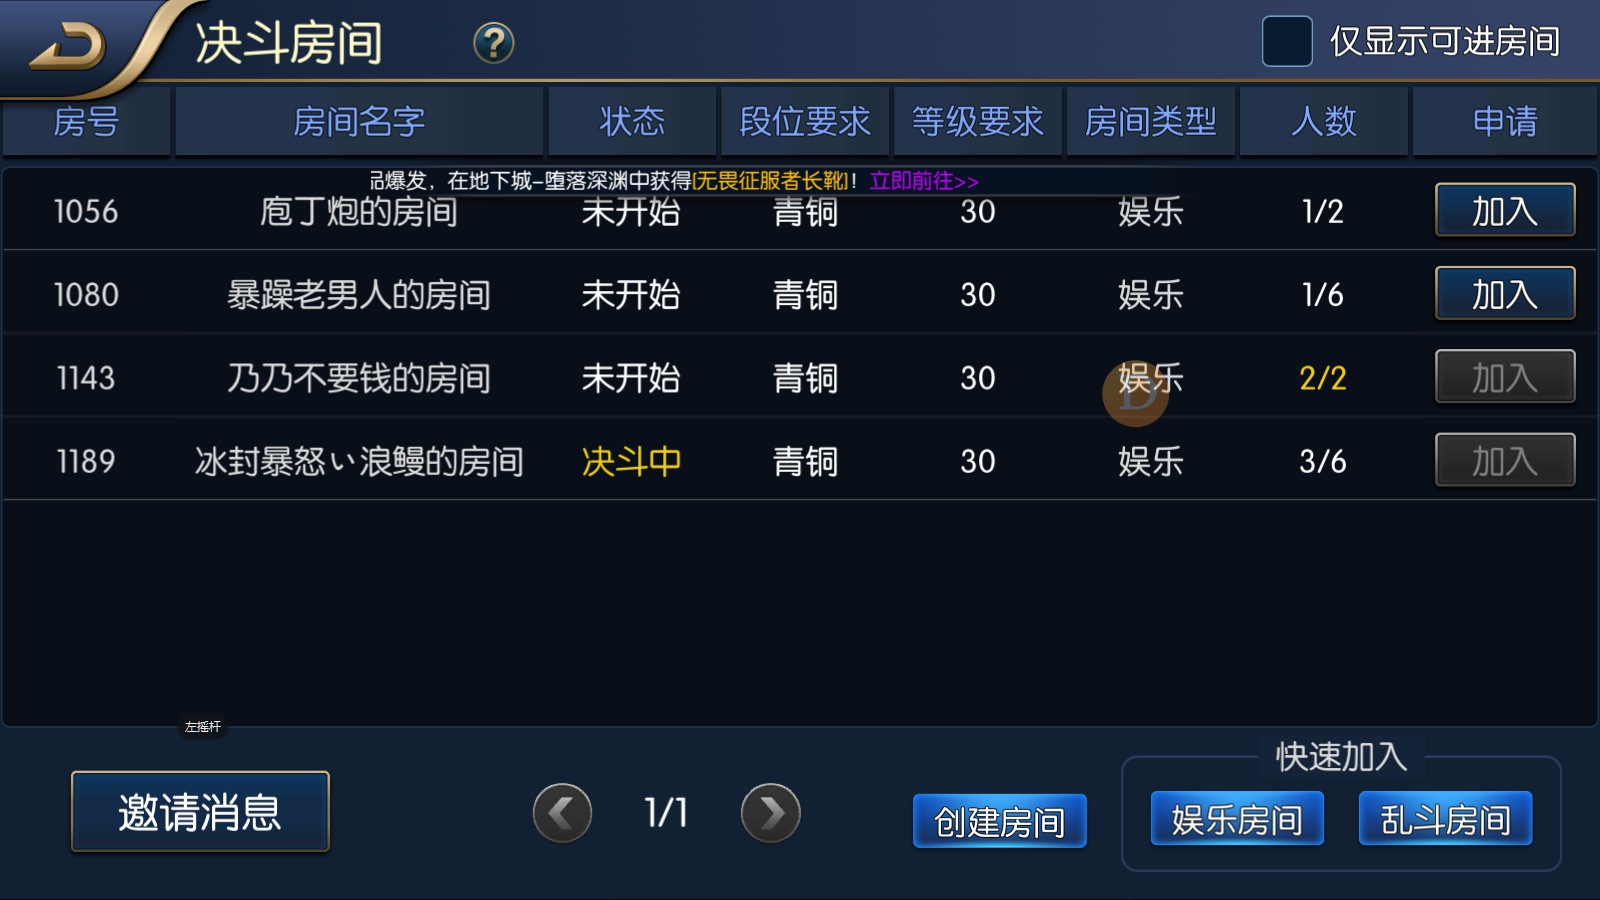 决斗房间
?
仅显示可进房间
房号 房间名字 状态 段位要求 等级要求 房间类型 人数 申请
品爆发，在地下城-堕落深渊中获得[无畏征服者长靴]！立即前往>>
1056 庖丁炮的房间 未开始 青铜 30 娱乐 1/2 加入
1080 暴躁老男人的房间 未开始 青铜 30 娱乐 1/6 加入
1143 乃乃不要钱的房间 未开始 青铜 30 娱乐 2/2 加入
D
1189 冰封暴怒い浪鳗的房间 决斗中 青铜 30 娱乐 3/6 加入
左摇杆
快速加入
邀请消息 1/1 创建房间 娱乐房间 乱斗房间